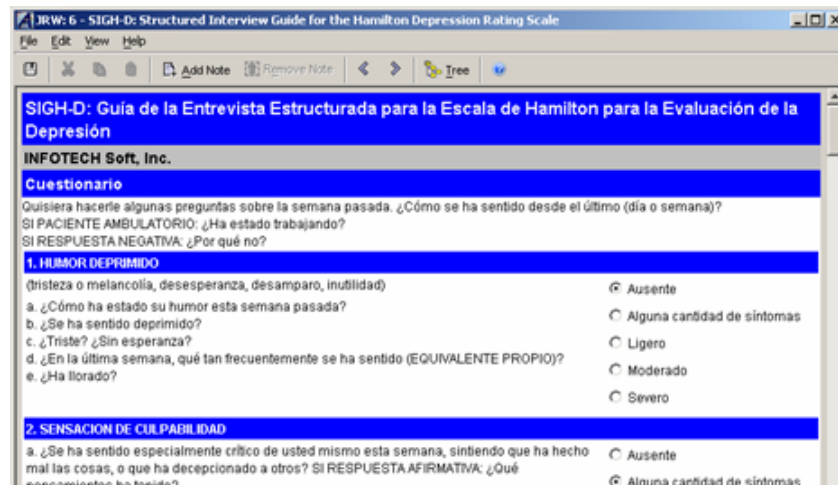 JRW: 6 - SIGH-D: Structured Interview Guide for the Hamilton Depression Rating Scale
File Edit View Help
Add Note Remove Note Tree
SIGH-D: Guía de la Entrevista Estructurada para la Escala de Hamilton para la Evaluación de la
Depresión
INFOTECH Soft, Inc.
Cuestionario
Quisiera hacerle algunas preguntas sobre la semana pasada. ¿Cómo se ha sentido desde el último (día o semana)?
SI PACIENTE AMBULATORIO: ¿Ha estado trabajando?
SI RESPUESTA NEGATIVA: ¿Por qué no?
1. HUMOR DEPRIMIDO
(tristeza o melancolía, desesperanza, desamparo, inutilidad)
a. ¿Cómo ha estado su humor esta semana pasada?
b. ¿Se ha sentido deprimido?
c. ¿Triste? ¿Sin esperanza?
d. ¿En la última semana, qué tan frecuentemente se ha sentido (EQUIVALENTE PROPIO)?
e. ¿Ha llorado?
Ausente
Alguna cantidad de síntomas
Ligero
Moderado
Severo
2. SENSACION DE CULPABILIDAD
a. ¿Se ha sentido especialmente crítico de usted mismo esta semana, sintiendo que ha hecho
mal las cosas, o que ha decepcionado a otros? SI RESPUESTA AFIRMATIVA: ¿Qué
pensamientos ha tenido?
Ausente
Alguna cantidad de síntomas